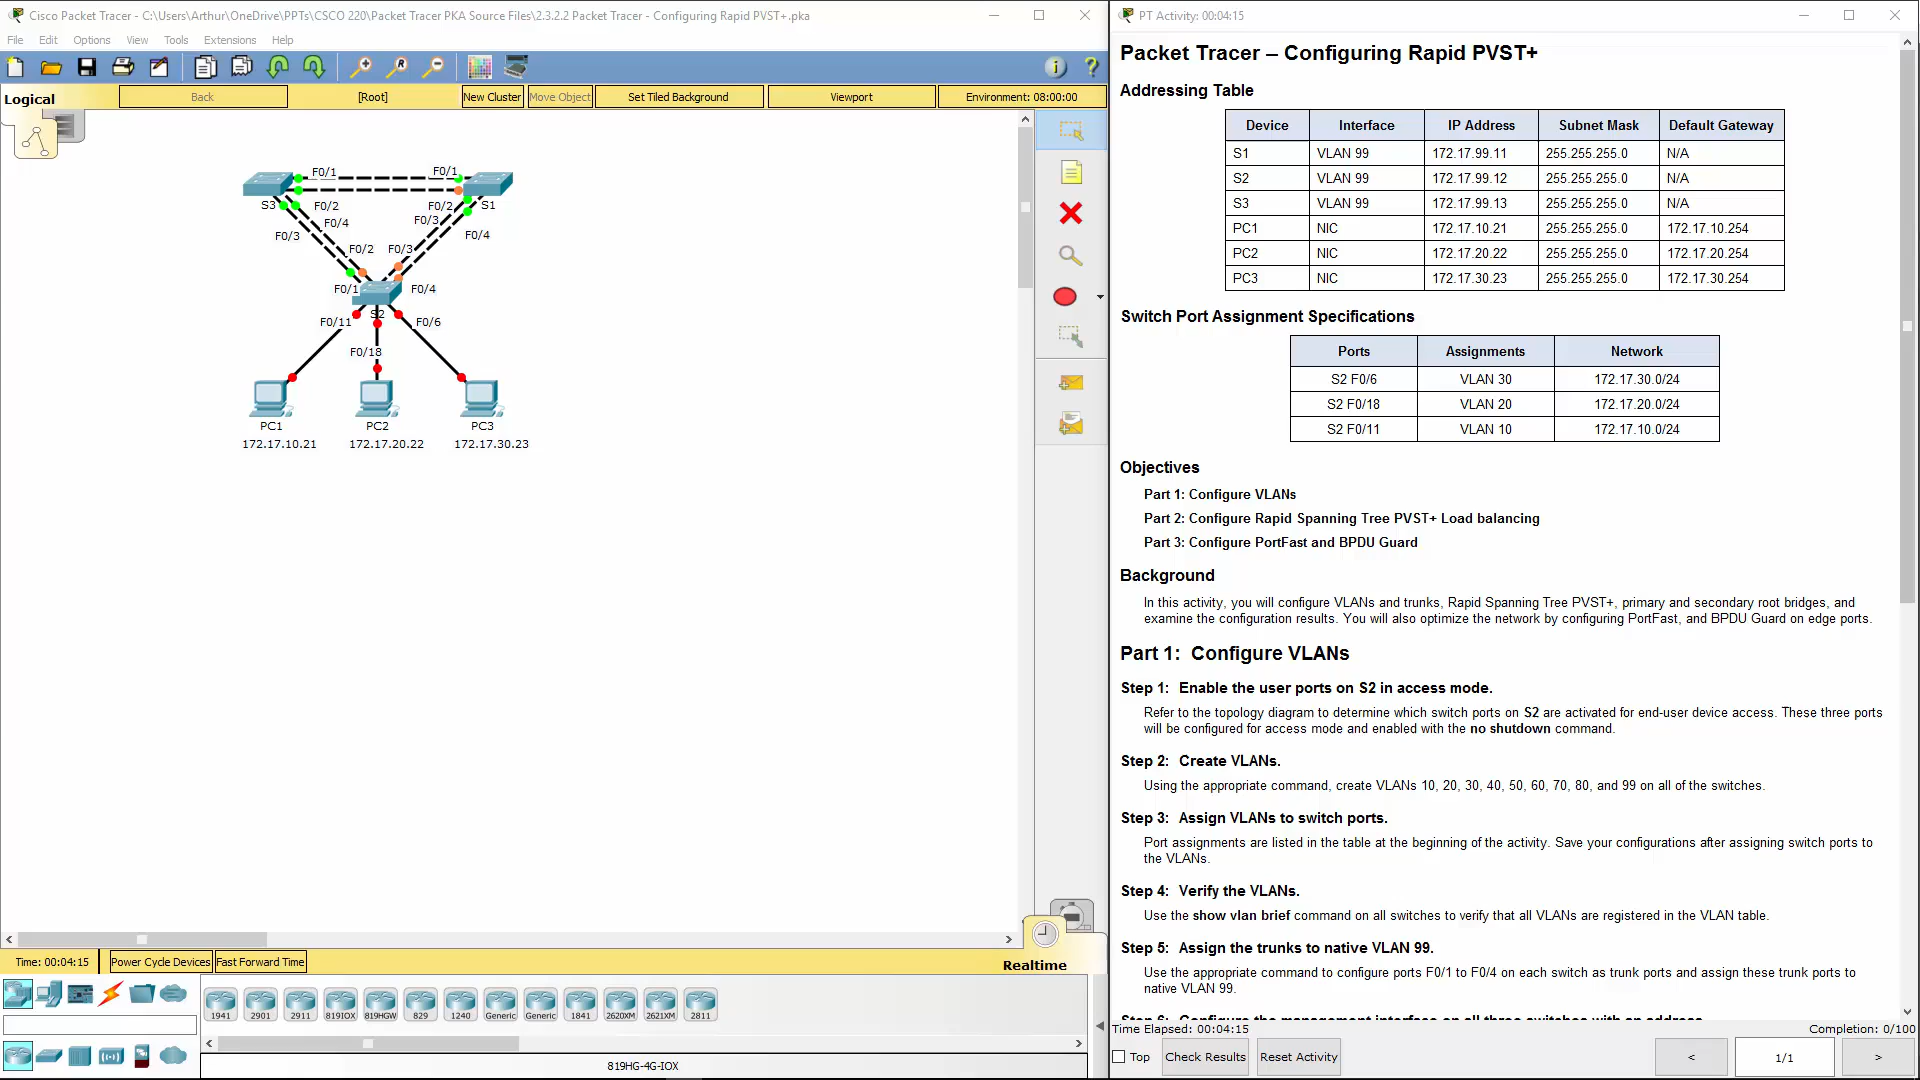 Cisco Packet Tracer - C:\Users\Arthur\OneDrive\PPTs\CSCO 220\Packet Tracer PKA Source Files\2.3.2.2 Packet Tracer - Configuring Rapid PVST+.pka
File Edit Options View Tools Extensions Help
Logical Back [Root] New Cluster Move Object Set Tiled Background Viewport Environment: 08:00:00
F0/1 F0/1
S3 F0/2 F0/2 S1
F0/4 F0/3
F0/3 F0/4
F0/2 F0/3
F0/1 F0/4
S2
F0/11 F0/6
F0/18
PC1 PC2 PC3
172.17.10.21 172.17.20.22 172.17.30.23
Realtime
Time: 00:04:15 Power Cycle Devices Fast Forward Time
1941 2901 2911 819IOX 819HGW 829 1240 Generic Generic 1841 2620XM 2621XM 2811
819HG-4G-IOX
PT Activity: 00:04:15
Packet Tracer – Configuring Rapid PVST+
Addressing Table
Device Interface IP Address Subnet Mask Default Gateway
S1 VLAN 99 172.17.99.11 255.255.255.0 N/A
S2 VLAN 99 172.17.99.12 255.255.255.0 N/A
S3 VLAN 99 172.17.99.13 255.255.255.0 N/A
PC1 NIC 172.17.10.21 255.255.255.0 172.17.10.254
PC2 NIC 172.17.20.22 255.255.255.0 172.17.20.254
PC3 NIC 172.17.30.23 255.255.255.0 172.17.30.254
Switch Port Assignment Specifications
Ports Assignments Network
S2 F0/6 VLAN 30 172.17.30.0/24
S2 F0/18 VLAN 20 172.17.20.0/24
S2 F0/11 VLAN 10 172.17.10.0/24
Objectives
Part 1: Configure VLANs
Part 2: Configure Rapid Spanning Tree PVST+ Load balancing
Part 3: Configure PortFast and BPDU Guard
Background
In this activity, you will configure VLANs and trunks, Rapid Spanning Tree PVST+, primary and secondary root bridges, and
examine the configuration results. You will also optimize the network by configuring PortFast, and BPDU Guard on edge ports.
Part 1: Configure VLANs
Step 1: Enable the user ports on S2 in access mode.
Refer to the topology diagram to determine which switch ports on S2 are activated for end-user device access. These three ports
will be configured for access mode and enabled with the no shutdown command.
Step 2: Create VLANs.
Using the appropriate command, create VLANs 10, 20, 30, 40, 50, 60, 70, 80, and 99 on all of the switches.
Step 3: Assign VLANs to switch ports.
Port assignments are listed in the table at the beginning of the activity. Save your configurations after assigning switch ports to
the VLANs.
Step 4: Verify the VLANs.
Use the show vlan brief command on all switches to verify that all VLANs are registered in the VLAN table.
Step 5: Assign the trunks to native VLAN 99.
Use the appropriate command to configure ports F0/1 to F0/4 on each switch as trunk ports and assign these trunk ports to
native VLAN 99.
Step 6: Configure the management interface on all three switches with an address.
Time Elapsed: 00:04:15 Completion: 0/100
Top Check Results Reset Activity < 1/1 >